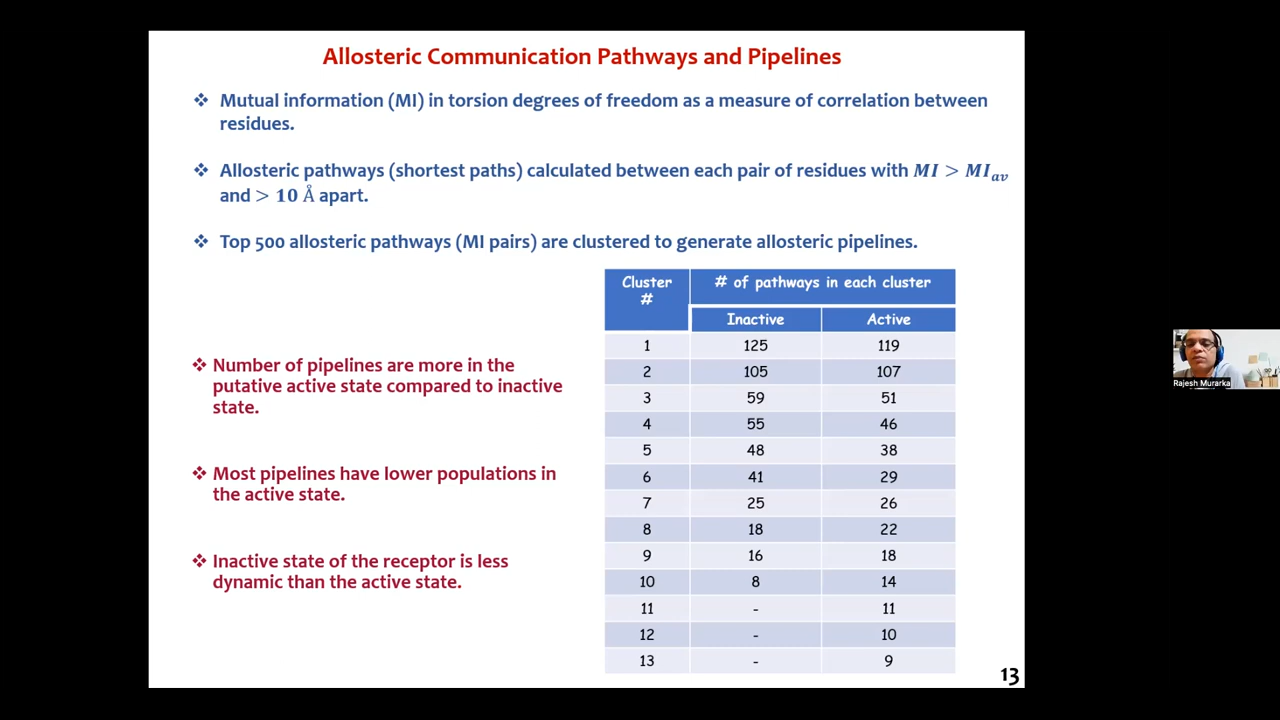 Allosteric Communication Pathways and Pipelines
❖ Mutual information (MI) in torsion degrees of freedom as a measure of correlation between
residues.
❖ Allosteric pathways (shortest paths) calculated between each pair of residues with MI > MI_av
and > 10 Å apart.
❖ Top 500 allosteric pathways (MI pairs) are clustered to generate allosteric pipelines.
❖ Number of pipelines are more in the
putative active state compared to inactive
state.
❖ Most pipelines have lower populations in
the active state.
❖ Inactive state of the receptor is less
dynamic than the active state.
Cluster # of pathways in each cluster
#
Inactive Active
1 125 119
2 105 107
3 59 51
4 55 46
5 48 38
6 41 29
7 25 26
8 18 22
9 16 18
10 8 14
11 - 11
12 - 10
13 - 9
13
Rajesh Murarka